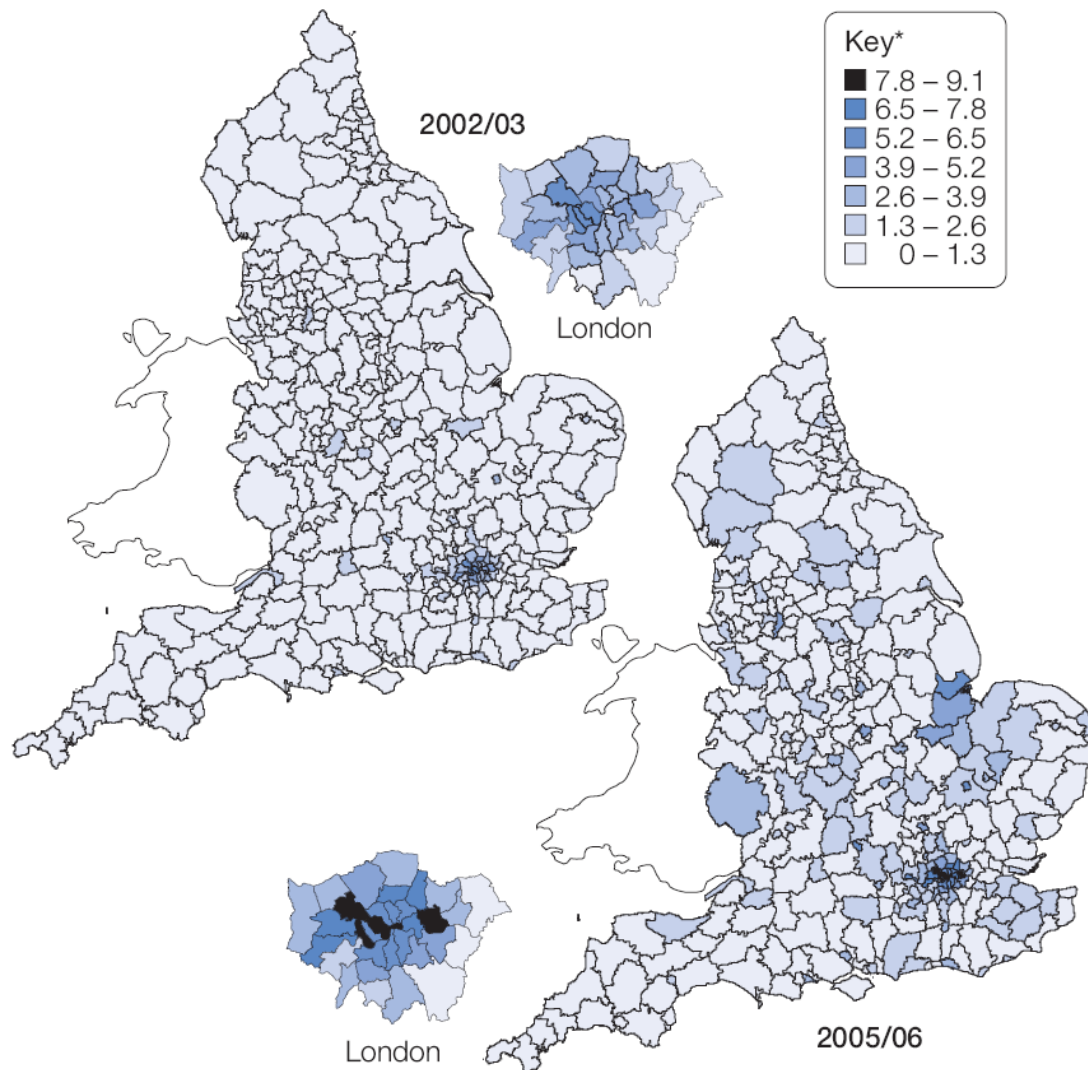 Key*
7.8 – 9.1
6.5 – 7.8
5.2 – 6.5
3.9 – 5.2
2.6 – 3.9
1.3 – 2.6
0 – 1.3
2002/03
London
London
2005/06